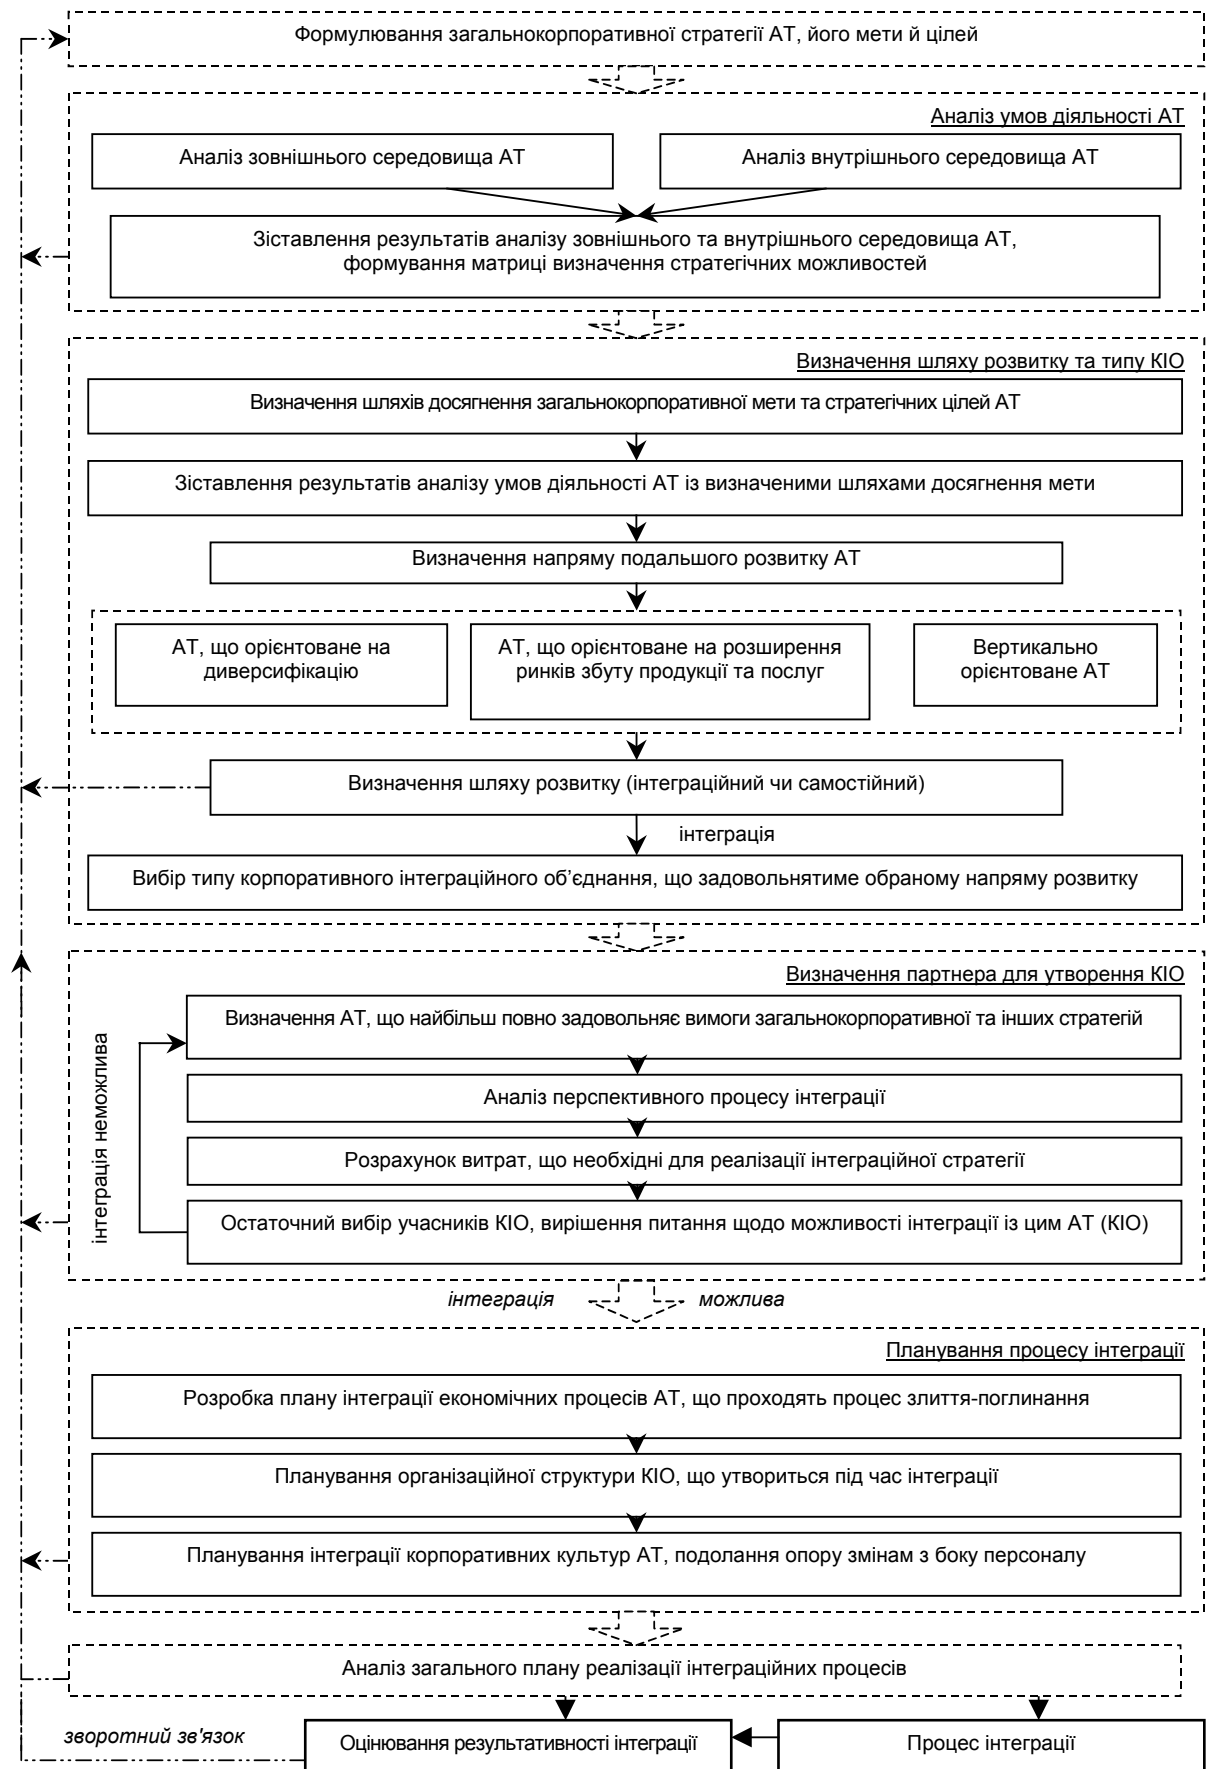 Формулювання загальнокорпоративної стратегії АТ, його мети й цілей
Аналіз умов діяльності АТ
Аналіз зовнішнього середовища АТ
Аналіз внутрішнього середовища АТ
Зіставлення результатів аналізу зовнішнього та внутрішнього середовища АТ,
формування матриці визначення стратегічних можливостей
Визначення шляху розвитку та типу КІО
Визначення шляхів досягнення загальнокорпоративної мети та стратегічних цілей АТ
Зіставлення результатів аналізу умов діяльності АТ із визначеними шляхами досягнення мети
Визначення напряму подальшого розвитку АТ
АТ, що орієнтоване на
диверсифікацію
АТ, що орієнтоване на розширення
ринків збуту продукції та послуг
Вертикально
орієнтоване АТ
Визначення шляху розвитку (інтеграційний чи самостійний)
інтеграція
Вибір типу корпоративного інтеграційного об’єднання, що задовольнятиме обраному напряму розвитку
Визначення партнера для утворення КІО
інтеграція неможлива
Визначення АТ, що найбільш повно задовольняє вимоги загальнокорпоративної та інших стратегій
Аналіз перспективного процесу інтеграції
Розрахунок витрат, що необхідні для реалізації інтеграційної стратегії
Остаточний вибір учасників КІО, вирішення питання щодо можливості інтеграції із цим АТ (КІО)
інтеграція можлива
Планування процесу інтеграції
Розробка плану інтеграції економічних процесів АТ, що проходять процес злиття-поглинання
Планування організаційної структури КІО, що утвориться під час інтеграції
Планування інтеграції корпоративних культур АТ, подолання опору змінам з боку персоналу
Аналіз загального плану реалізації інтеграційних процесів
зворотний зв'язок
Оцінювання результативності інтеграції
Процес інтеграції